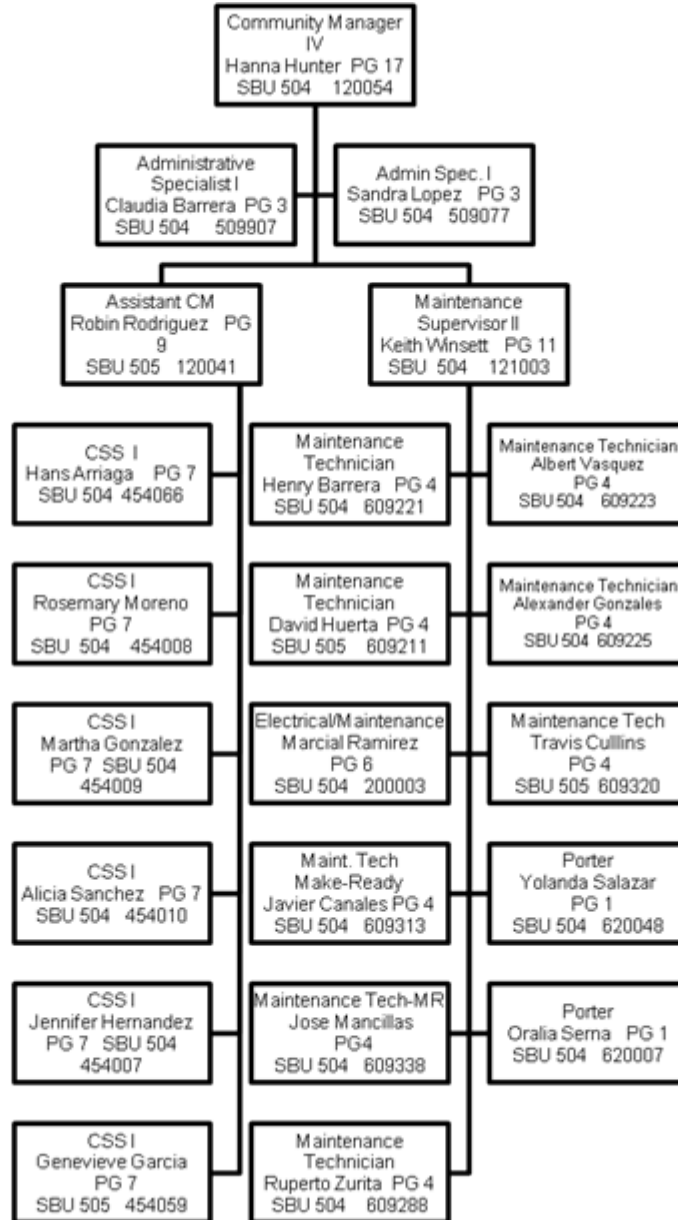 Community Manager
IV
Hanna Hunter PG 17
SBU 504 120054
Administrative
Specialist I
Claudia Barrera PG 3
SBU 504 509907
Admin Spec. I
Sandra Lopez PG 3
SBU 504 509077
Assistant CM
Robin Rodriguez PG
9
SBU 505 120041
Maintenance
Supervisor II
Keith Winsett PG 11
SBU 504 121003
CSS I
Hans Arriaga PG 7
SBU 504 454066
Maintenance
Technician
Henry Barrera PG 4
SBU 504 609221
Maintenance Technician
Albert Vasquez
PG 4
SBU 504 609223
CSS I
Rosemary Moreno
PG 7
SBU 504 454008
Maintenance
Technician
David Huerta PG 4
SBU 505 609211
Maintenance Technician
Alexander Gonzales
PG 4
SBU 504 609225
CSS I
Martha Gonzalez
PG 7 SBU 504
454009
Electrical/Maintenance
Marcial Ramirez
PG 6
SBU 504 200003
Maintenance Tech
Travis Culllins
PG 4
SBU 505 609320
CSS I
Alicia Sanchez PG 7
SBU 504 454010
Maint. Tech
Make-Ready
Javier Canales PG 4
SBU 504 609313
Porter
Yolanda Salazar
PG 1
SBU 504 620048
CSS I
Jennifer Hernandez
PG 7 SBU 504
454007
Maintenance Tech-MR
Jose Mancillas
PG4
SBU 504 609338
Porter
Oralia Serna PG 1
SBU 504 620007
CSS I
Genevieve Garcia
PG 7
SBU 505 454059
Maintenance
Technician
Ruperto Zurita PG 4
SBU 504 609288